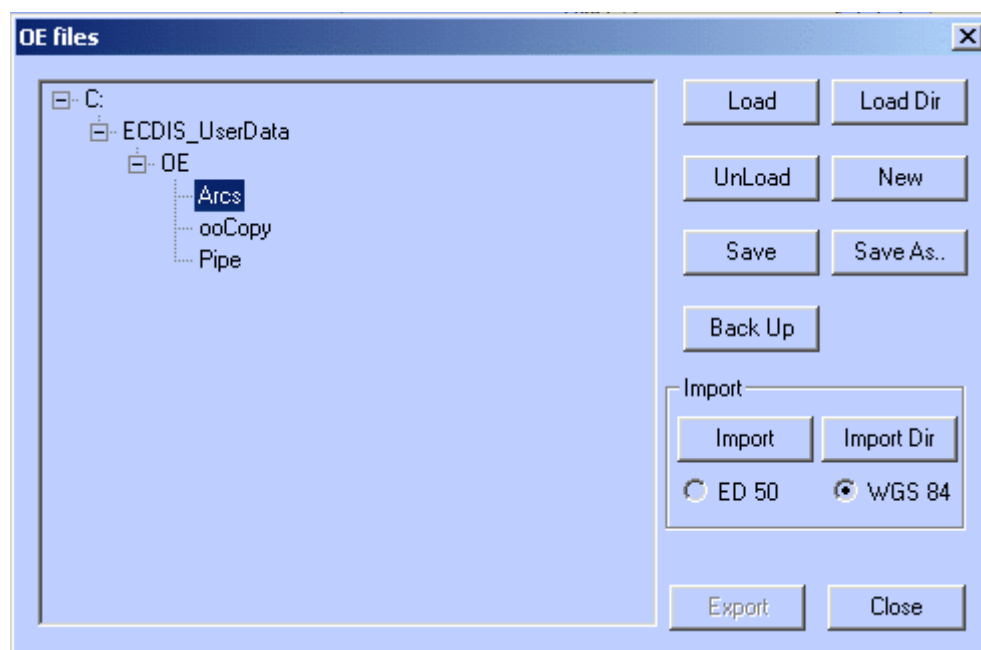 OE files
C:
ECDIS_UserData
OE
Arcs
ooCopy
Pipe
Load
Load Dir
UnLoad
New
Save
Save As..
Back Up
Import
Import
Import Dir
ED 50
WGS 84
Export
Close